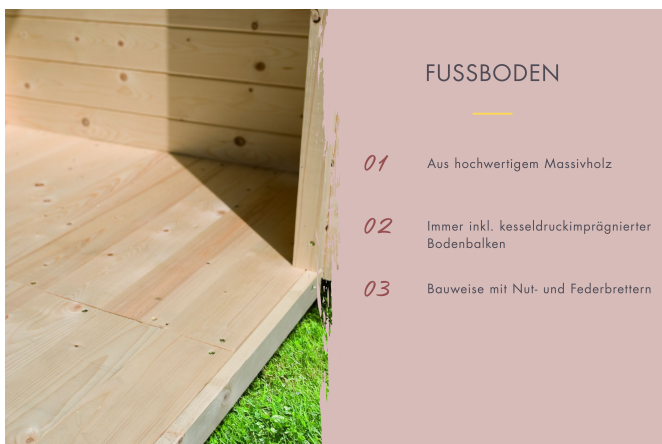 FUSSBODEN
01 Aus hochwertigem Massivholz
02 Immer inkl. kesseldruckimprägnierter
Bodenbalken
03 Bauweise mit Nut- und Federbrettern